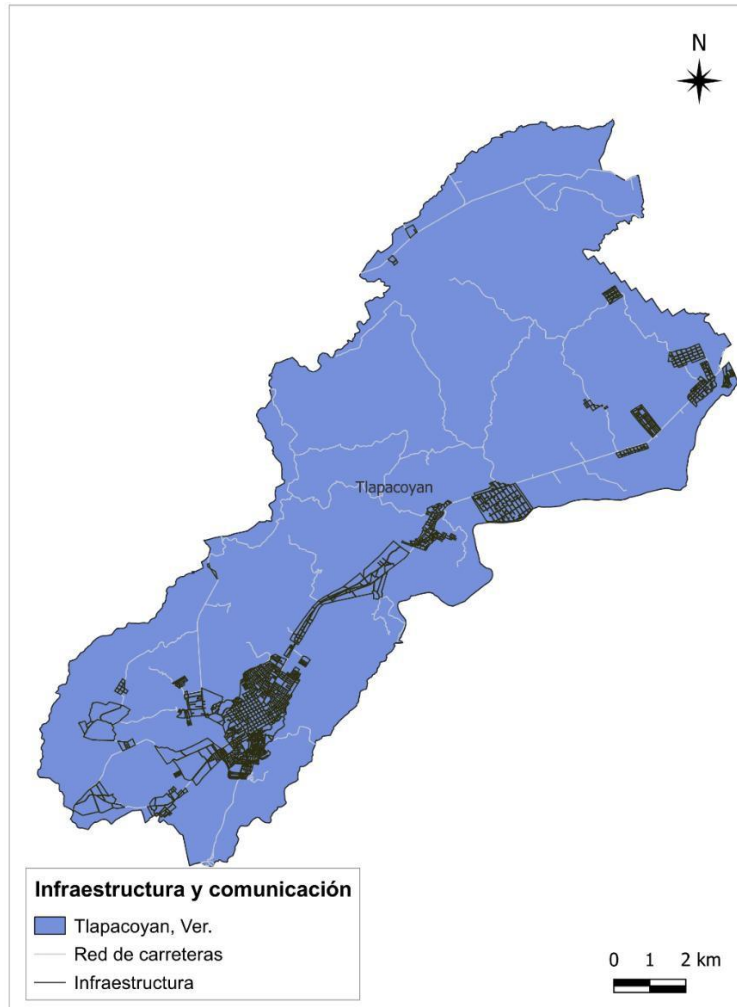 N
Tlapacoyan
Infraestructura y comunicación
Tlapacoyan, Ver.
Red de carreteras
Infraestructura
0 1 2 km